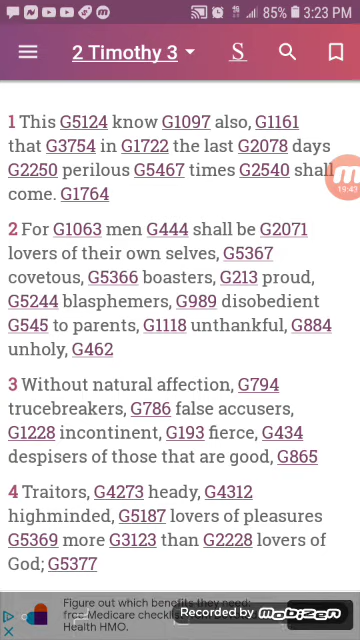 85% 3:23 PM
2 Timothy 3
S
1 This G5124 know G1097 also, G1161
that G3754 in G1722 the last G2078 days
G2250 perilous G5467 times G2540 shall
come. G1764
19:43
2 For G1063 men G444 shall be G2071
lovers of their own selves, G5367
covetous, G5366 boasters, G213 proud,
G5244 blasphemers, G989 disobedient
G545 to parents, G1118 unthankful, G884
unholy, G462
3 Without natural affection, G794
trucebreakers, G786 false accusers,
G1228 incontinent, G193 fierce, G434
despisers of those that are good, G865
4 Traitors, G4273 heady, G4312
highminded, G5187 lovers of pleasures
G5369 more G3123 than G2228 lovers of
God; G5377
Figure out which benefits they need:
Medicare
Health HMO.
Recorded by mobizen